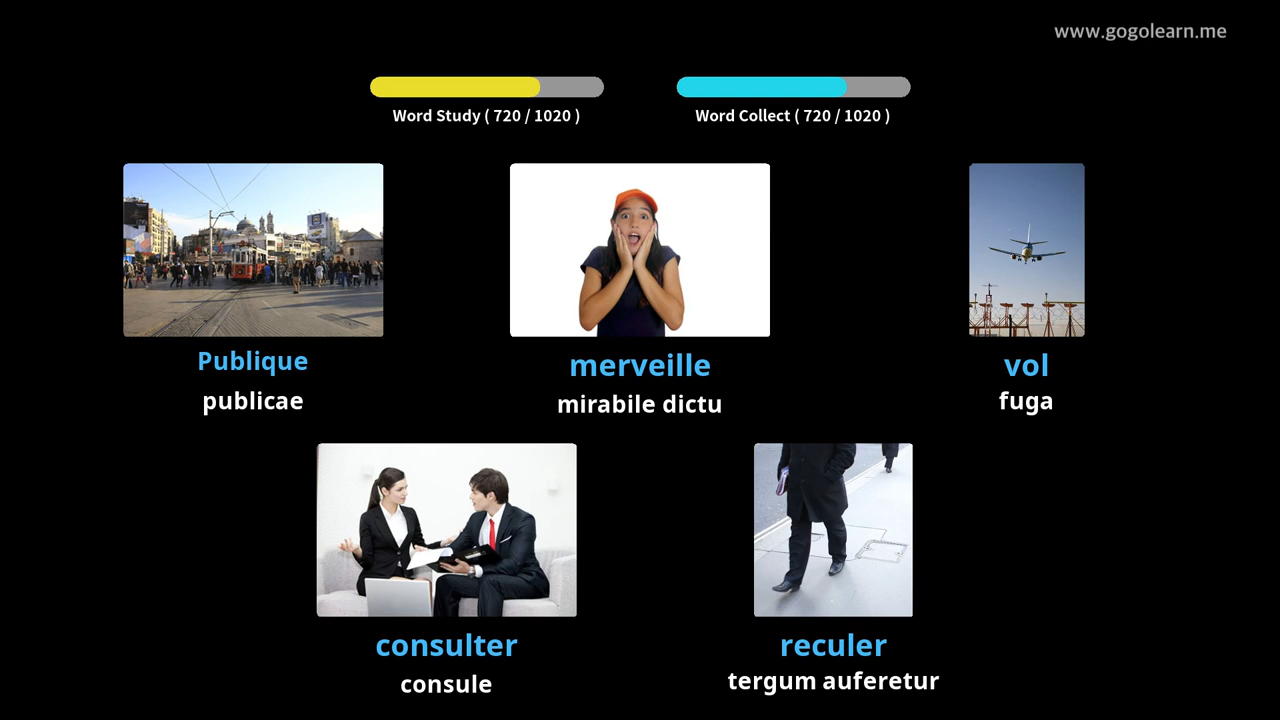 www.gogolearn.me
Word Study ( 720 / 1020 )
Word Collect ( 720 / 1020 )
Publique
publicae
merveille
mirabile dictu
vol
fuga
consulter
consule
reculer
tergum auferetur